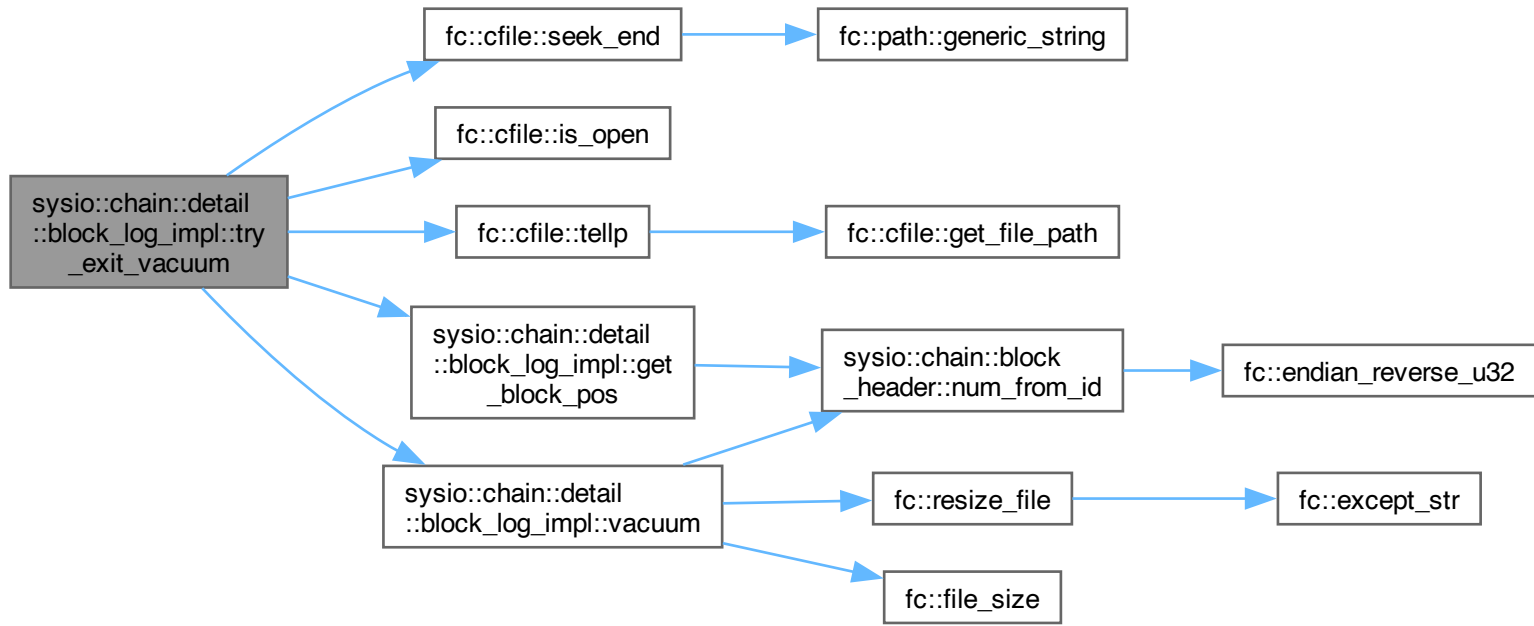 sysio::chain::detail
::block_log_impl::try
_exit_vacuum
fc::cfile::seek_end
fc::path::generic_string
fc::cfile::is_open
fc::cfile::tellp
fc::cfile::get_file_path
sysio::chain::detail
::block_log_impl::get
_block_pos
sysio::chain::block
_header::num_from_id
fc::endian_reverse_u32
sysio::chain::detail
::block_log_impl::vacuum
fc::resize_file
fc::except_str
fc::file_size